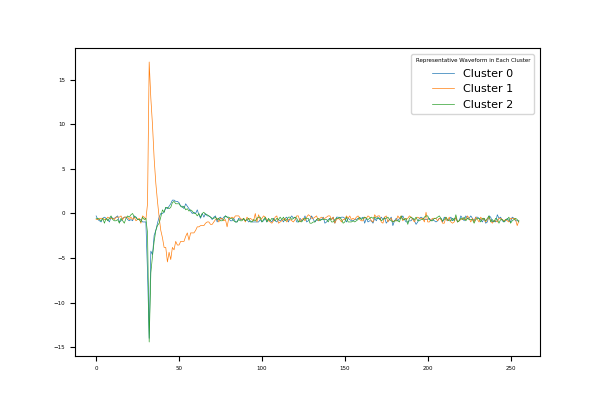 Representative Waveform in Each Cluster
Cluster 0
Cluster 1
Cluster 2
15
10
5
0
−5
−10
−15
0 50 100 150 200 250